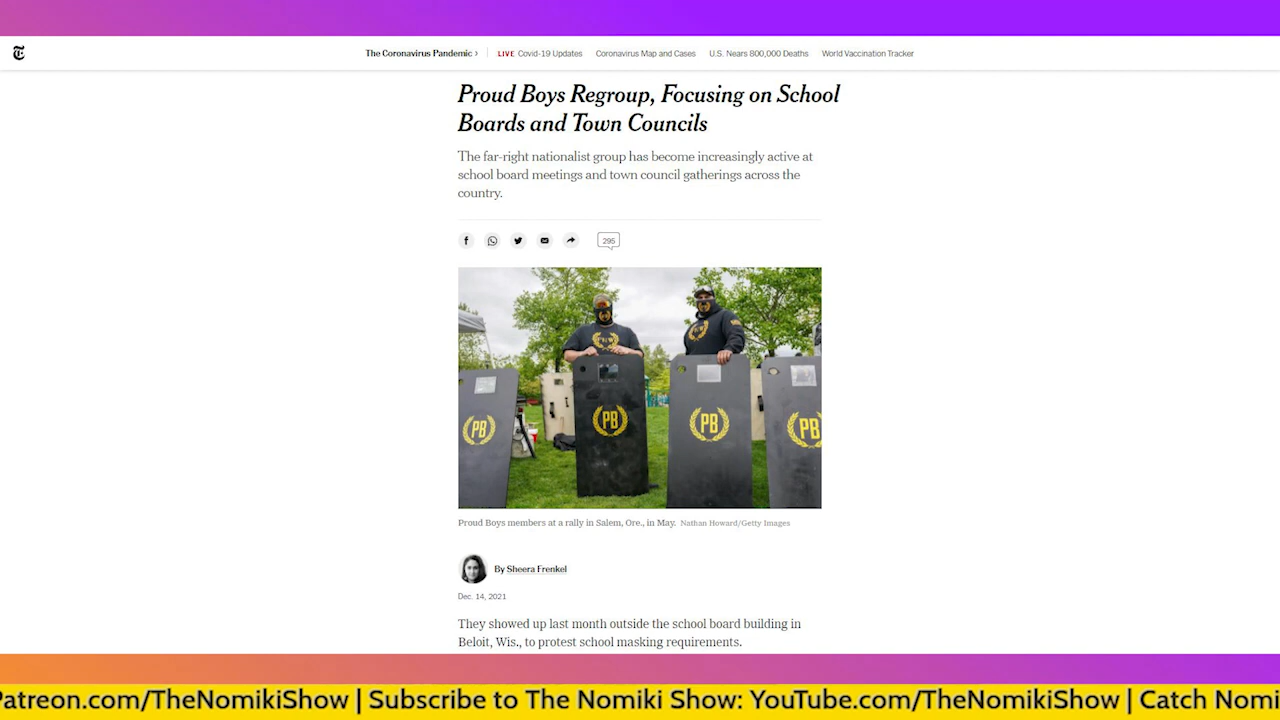 The Coronavirus Pandemic › LIVE Covid-19 Updates Coronavirus Map and Cases U.S. Nears 800,000 Deaths World Vaccination Tracker
Proud Boys Regroup, Focusing on School
Boards and Town Councils
The far-right nationalist group has become increasingly active at
school board meetings and town council gatherings across the
country.
295
PB PB PB PB
Proud Boys members at a rally in Salem, Ore., in May. Nathan Howard/Getty Images
By Sheera Frenkel
Dec. 14, 2021
They showed up last month outside the school board building in
Beloit, Wis., to protest school masking requirements.
Patreon.com/TheNomikiShow | Subscribe to The Nomiki Show: YouTube.com/TheNomikiShow | Catch Nomi